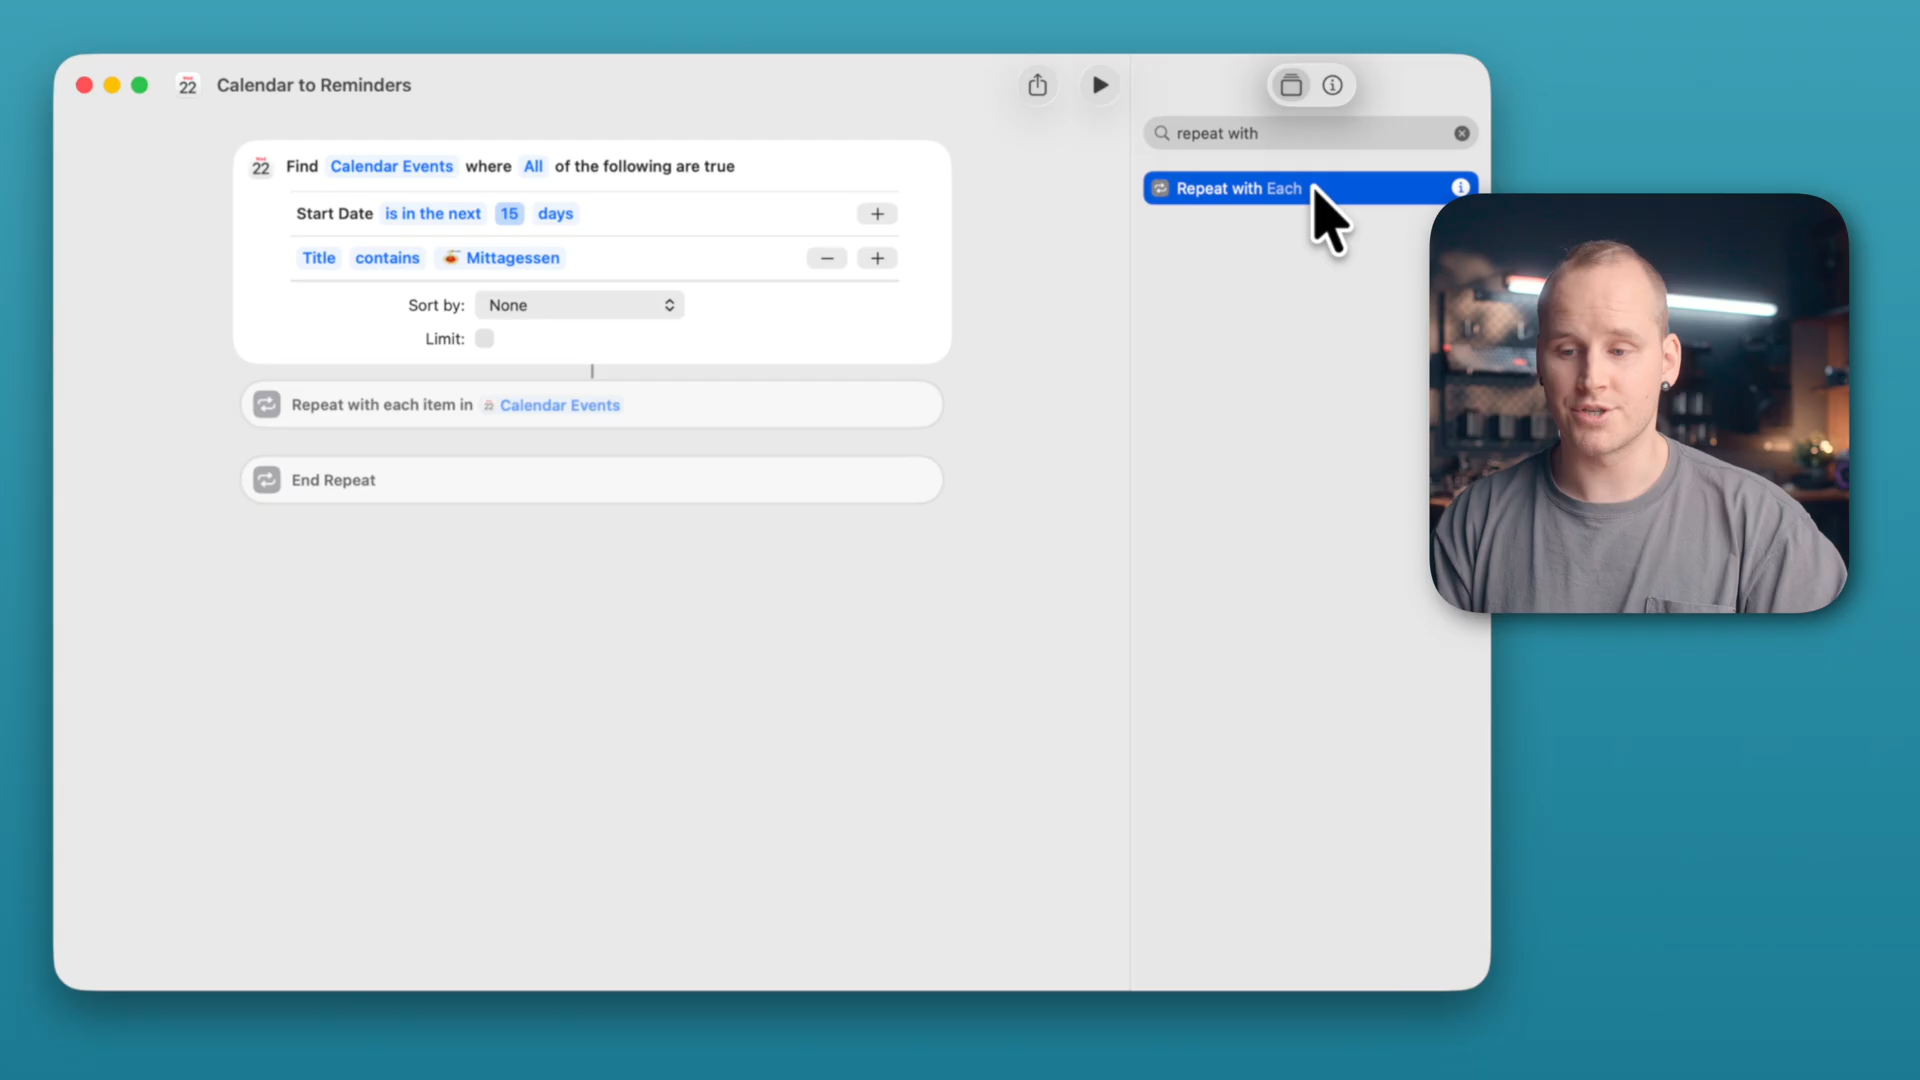 22 Calendar to Reminders
22 Find Calendar Events where All of the following are true
Start Date is in the next 15 days
Title contains 🍲 Mittagessen
Sort by: None
Limit:
Repeat with each item in Calendar Events
End Repeat
repeat with
Repeat with Each